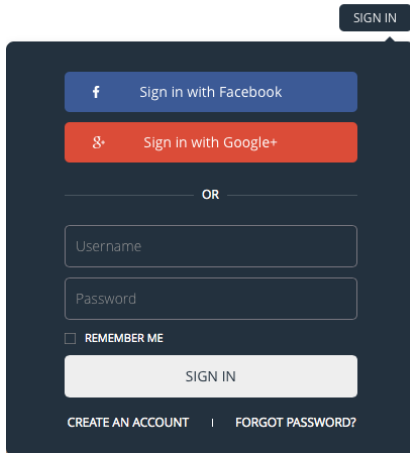 SIGN IN
f Sign in with Facebook
g+ Sign in with Google+
OR
Username
Password
REMEMBER ME
SIGN IN
CREATE AN ACCOUNT | FORGOT PASSWORD?